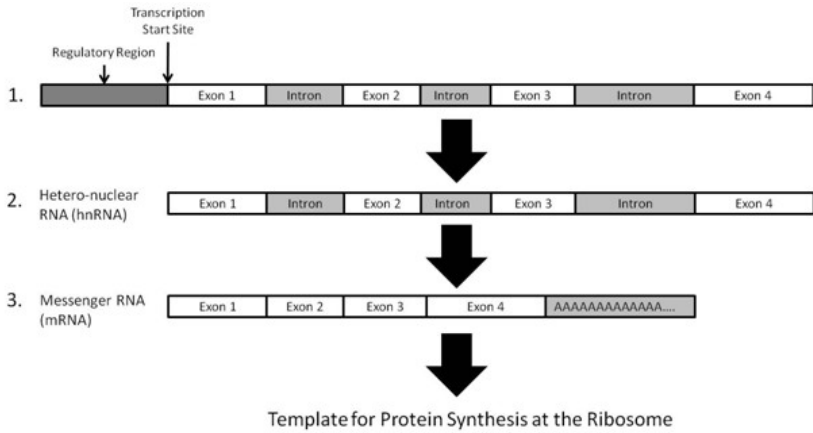 Transcription
Start Site
Regulatory Region
1.
Exon 1
Intron
Exon 2
Intron
Exon 3
Intron
Exon 4
2.
Hetero-nuclear
RNA (hnRNA)
Exon 1
Intron
Exon 2
Intron
Exon 3
Intron
Exon 4
3.
Messenger RNA
(mRNA)
Exon 1
Exon 2
Exon 3
Exon 4
AAAAAAAAAAAAA....
Template for Protein Synthesis at the Ribosome